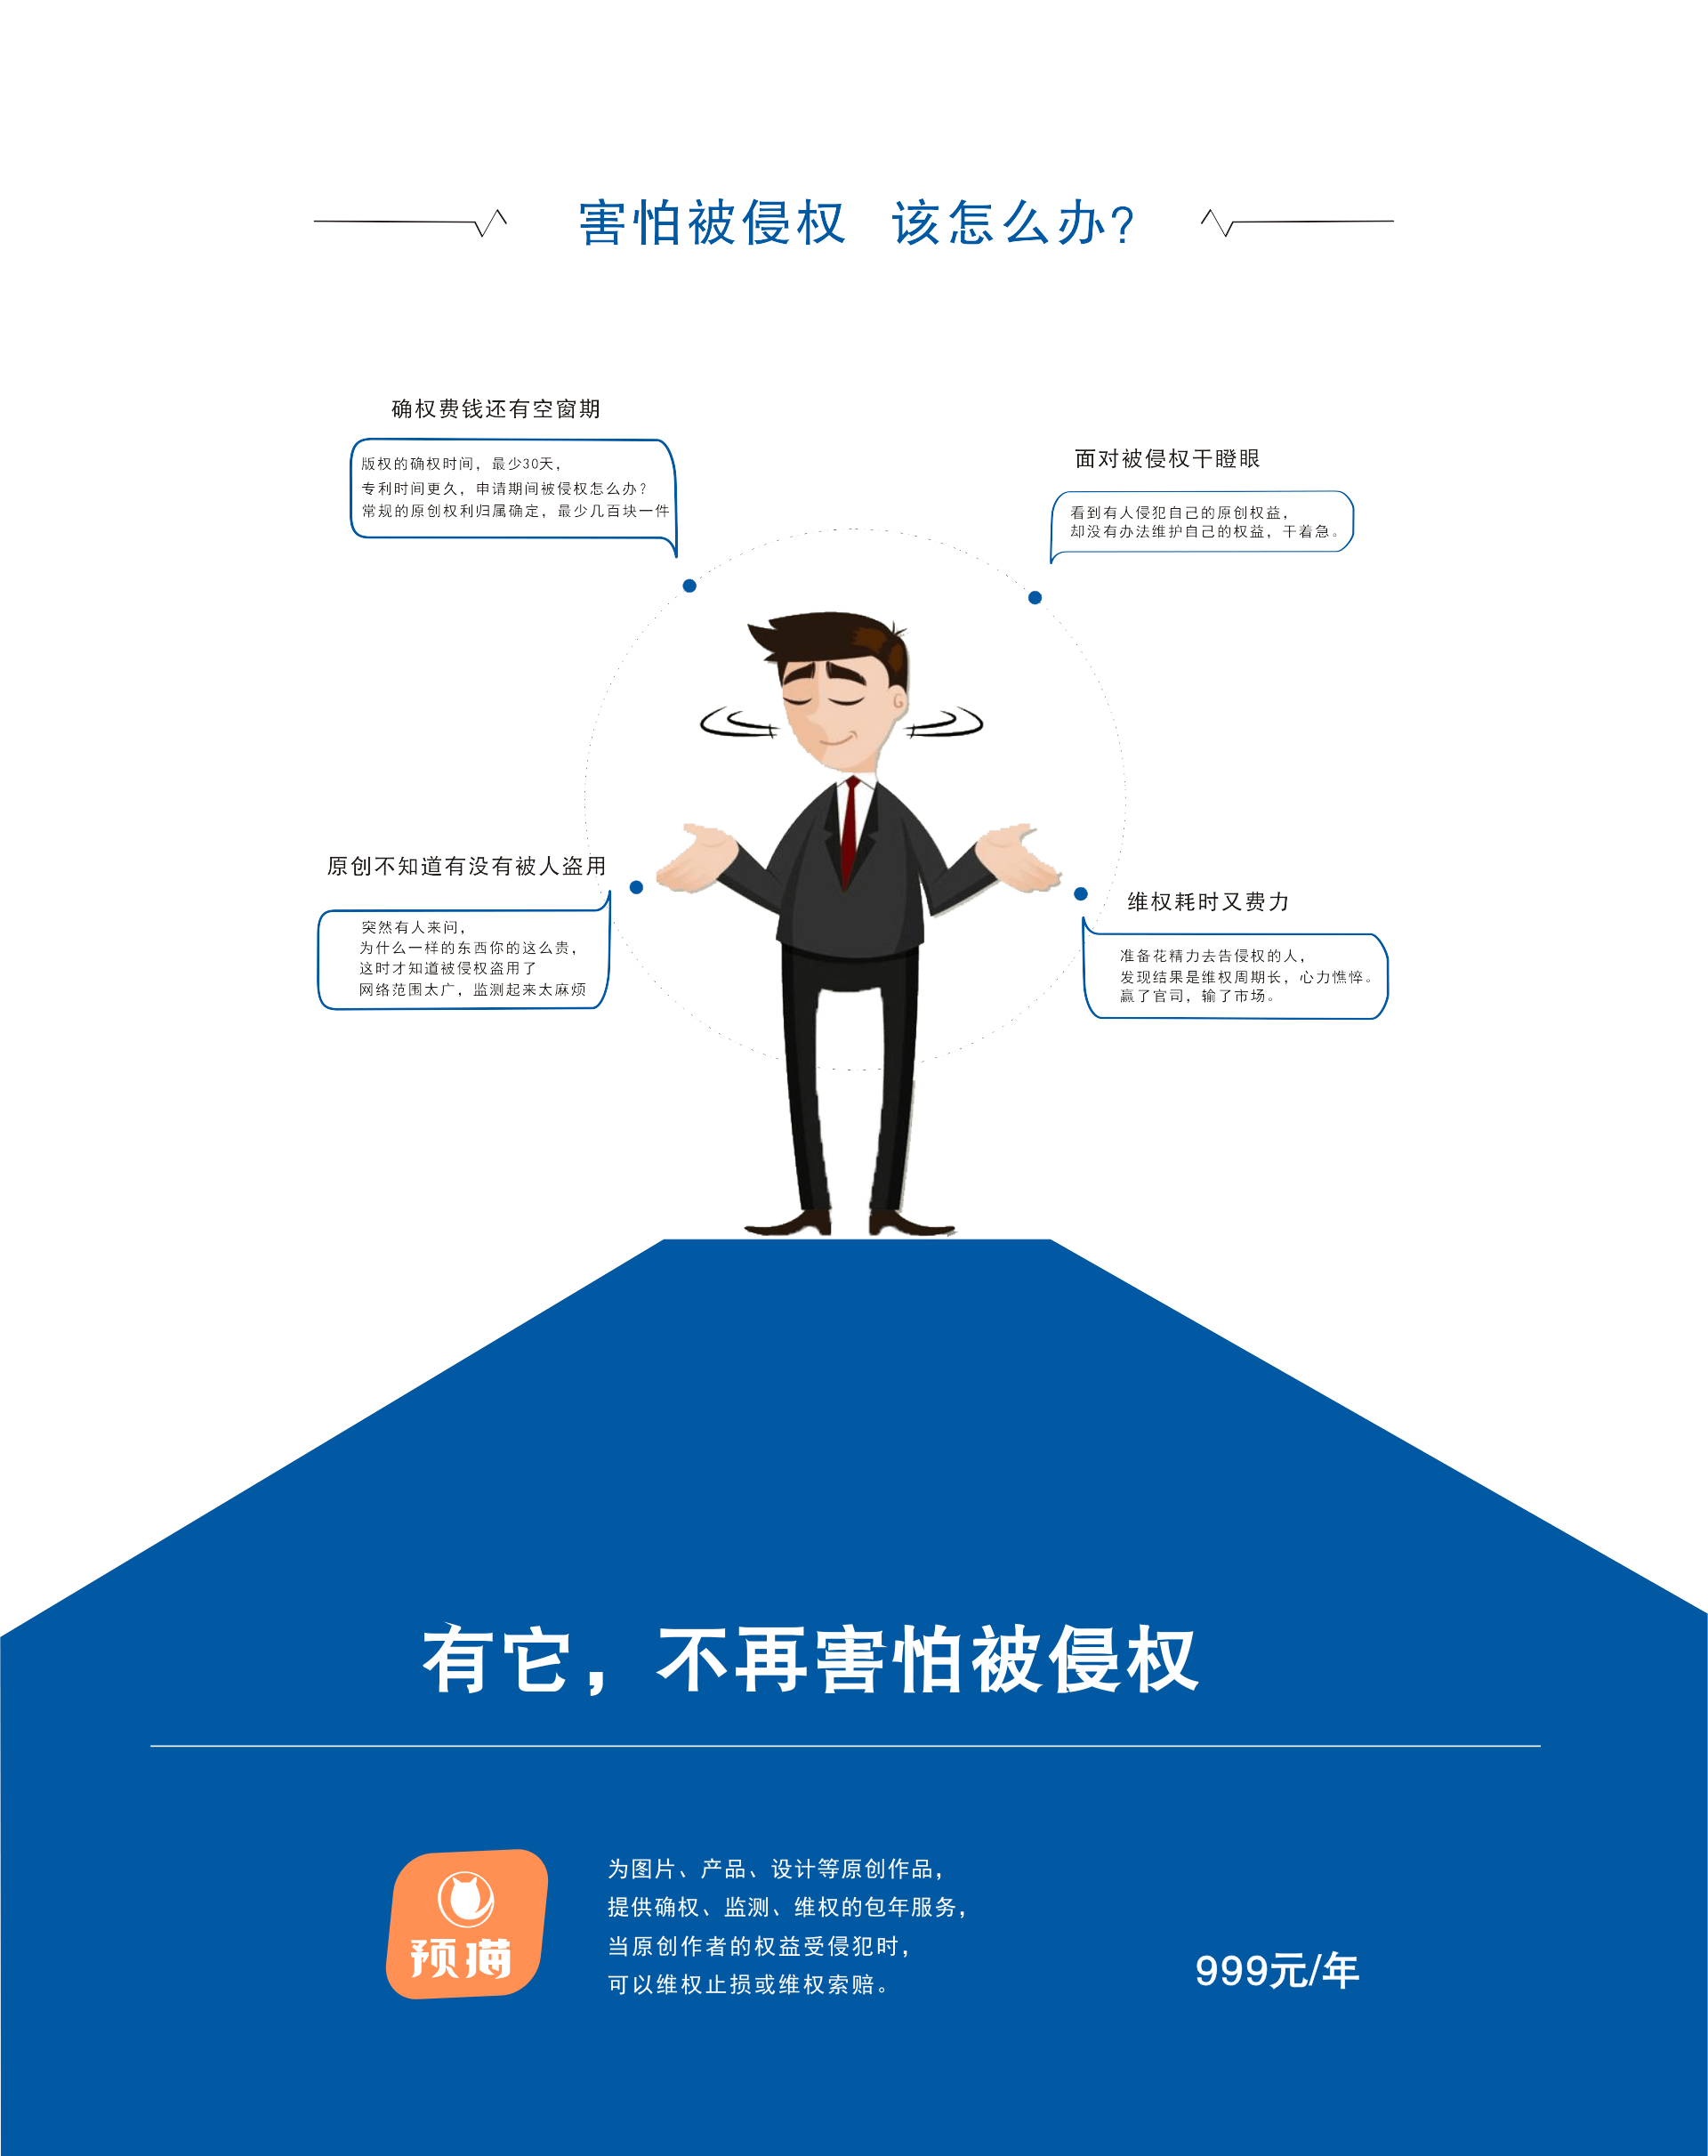 害怕被侵权 该怎么办?
确权费钱还有空窗期
版权的确权时间，最少30天，
专利时间更久，申请期间被侵权怎么办?
常规的原创权利归属确定，最少几百块一件
面对被侵权干瞪眼
看到有人侵犯自己的原创权益，
却没有办法维护自己的权益，干着急。
原创不知道有没有被人盗用
突然有人来问，
为什么一样的东西你的这么贵，
这时才知道被侵权盗用了
网络范围太广，监测起来太麻烦
维权耗时又费力
准备花精力去告侵权的人，
发现结果是维权周期长，心力憔悴。
赢了官司，输了市场。
有它，不再害怕被侵权
预猫
为图片、产品、设计等原创作品，
提供确权、监测、维权的包年服务，
当原创作者的权益受侵犯时，
可以维权止损或维权索赔。
999元/年